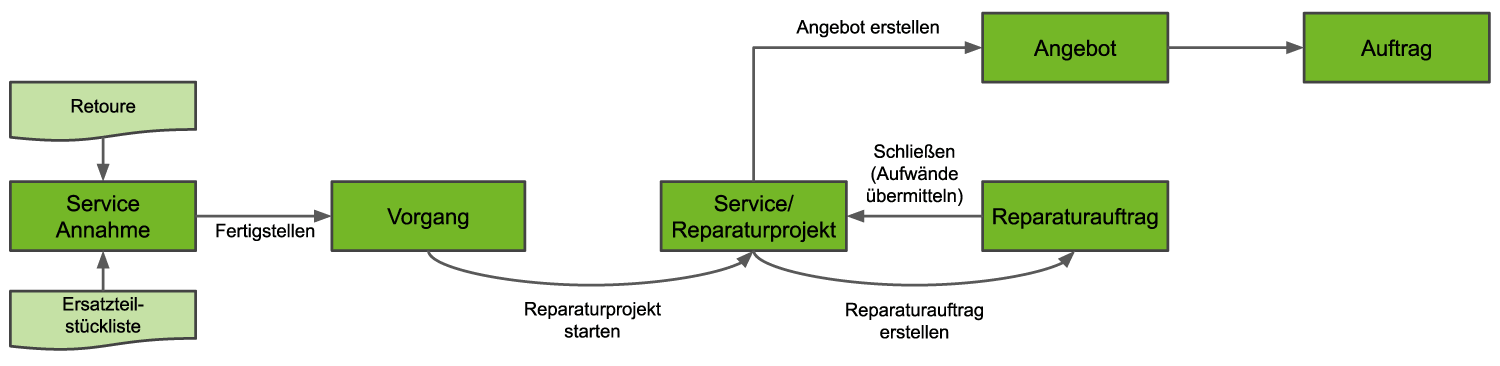 Angebot erstellen
Angebot
Auftrag
Retoure
Service
Annahme
Fertigstellen
Vorgang
Service/
Reparaturprojekt
Schließen
(Aufwände
übermitteln)
Reparaturauftrag
Ersatzteil-
stückliste
Reparaturprojekt
starten
Reparaturauftrag
erstellen